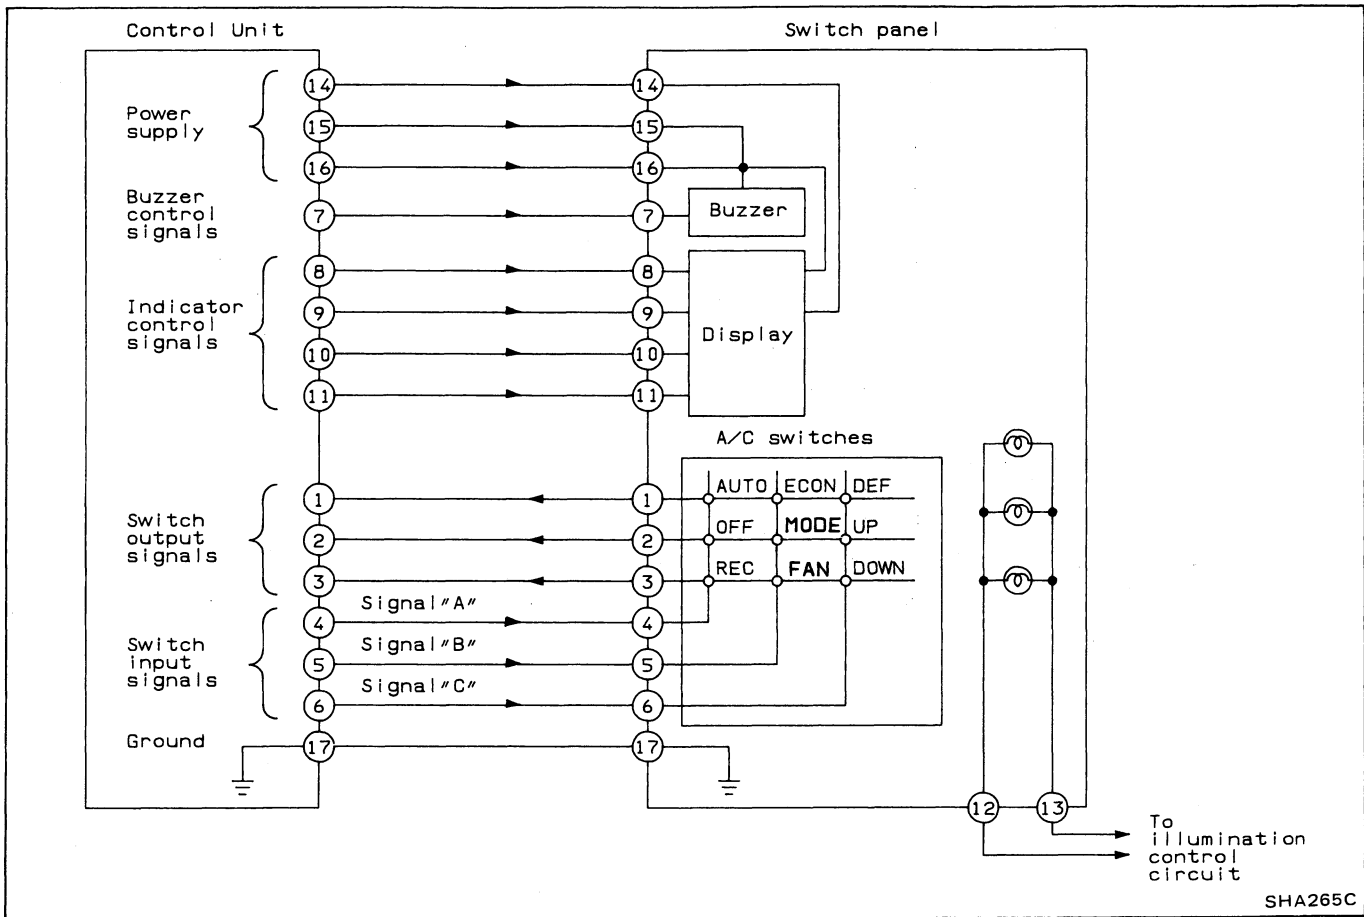 Control Unit
Switch panel
Power
supply
14
14
15
15
16
16
Buzzer
control
signals
7
7
Buzzer
Indicator
control
signals
8
8
9
9
10
10
11
11
Display
A/C switches
Switch
output
signals
1
1
AUTO ECON DEF
2
2
OFF MODE UP
3
3
REC FAN DOWN
Switch
input
signals
Signal "A"
4
4
Signal "B"
5
5
Signal "C"
6
6
Ground
17
17
12
13
To
illumination
control
circuit
SHA265C